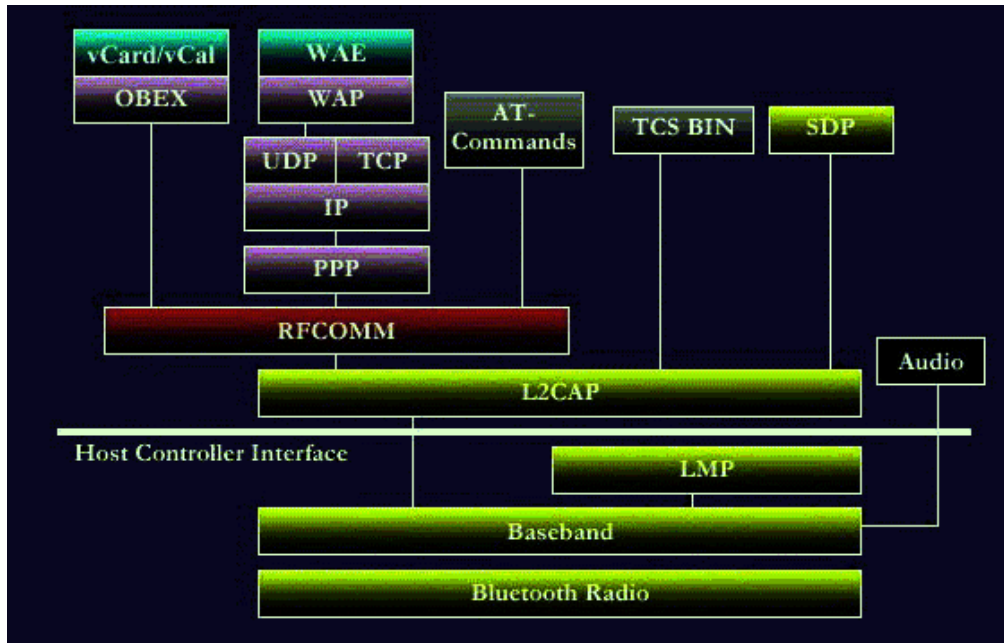 vCard/vCal
OBEX
WAE
WAP
UDP
TCP
IP
PPP
AT-
Commands
TCS BIN
SDP
RFCOMM
Audio
L2CAP
Host Controller Interface
LMP
Baseband
Bluetooth Radio